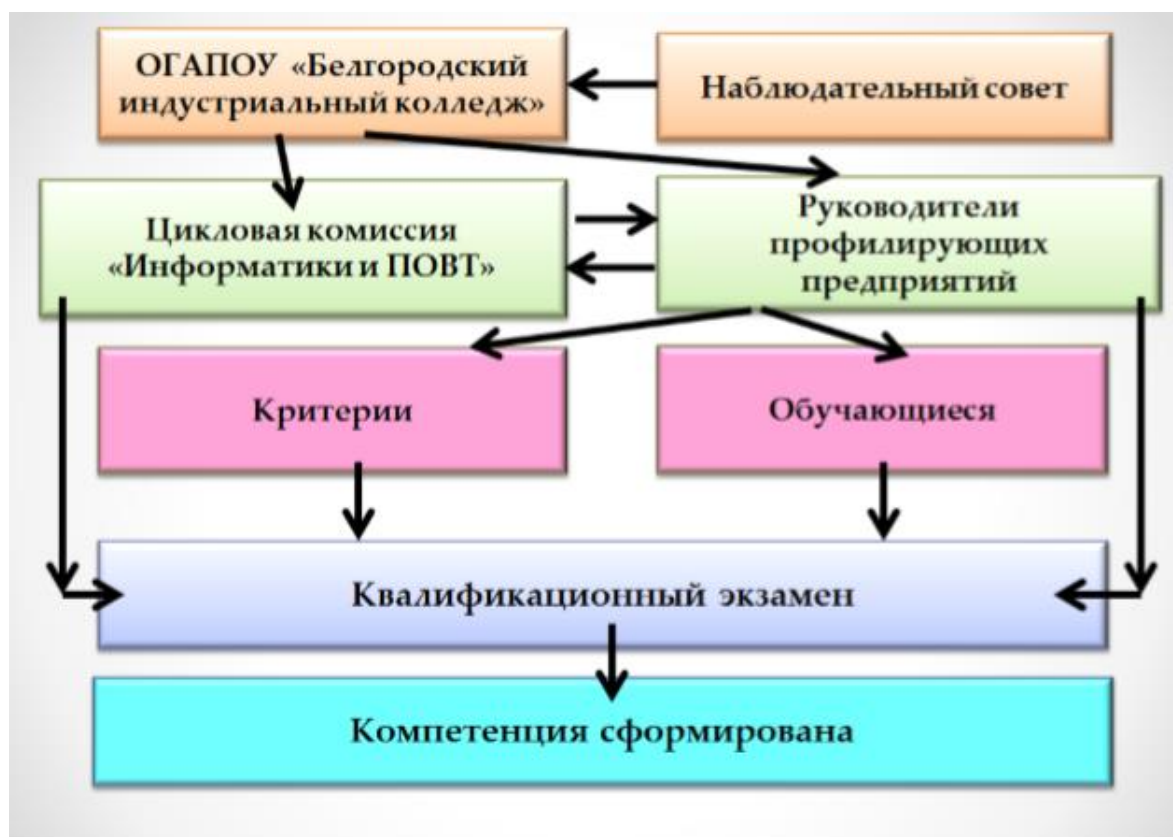 ОГАПОУ «Белгородский
индустриальный колледж»
Наблюдательный совет
Цикловая комиссия
«Информатики и ПОВТ»
Руководители
профилирующих
предприятий
Критерии
Обучающиеся
Квалификационный экзамен
Компетенция сформирована